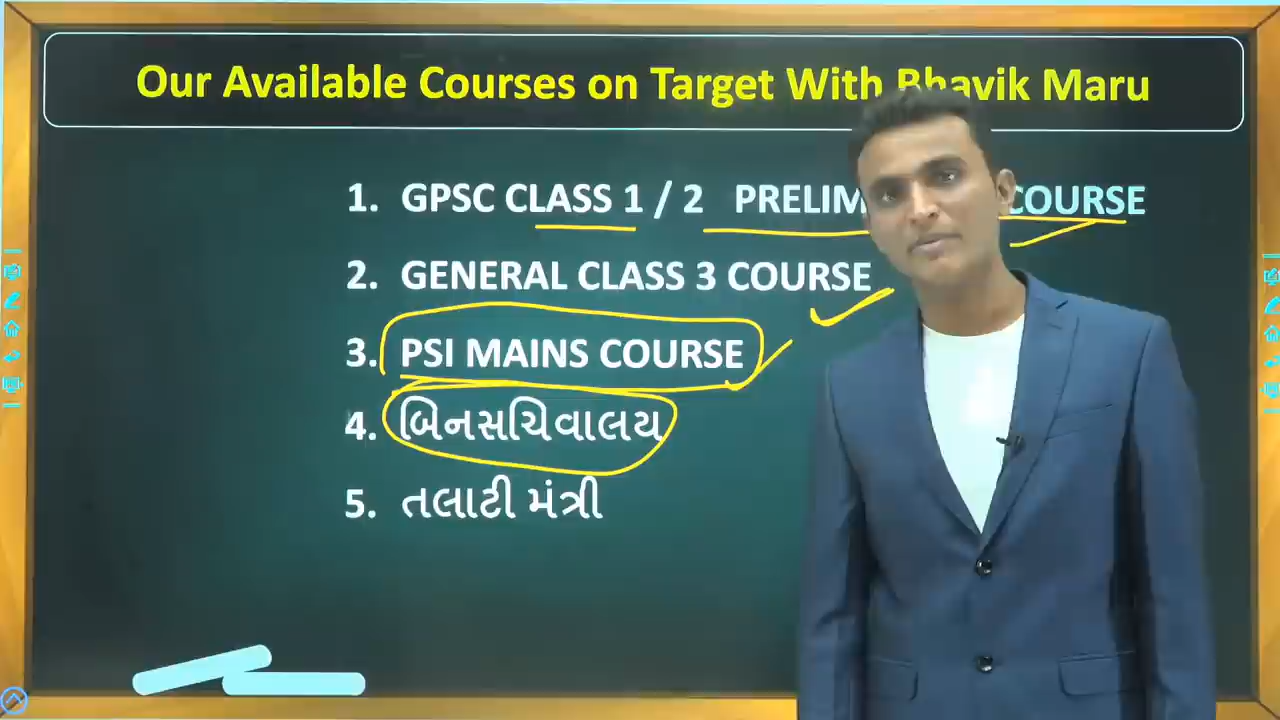 Our Available Courses on Target With Bhavik Maru
1. GPSC CLASS 1 / 2 PRELIM COURSE
2. GENERAL CLASS 3 COURSE
3. PSI MAINS COURSE
4. બિનસચિવાલય
5. તલાટી મંત્રી